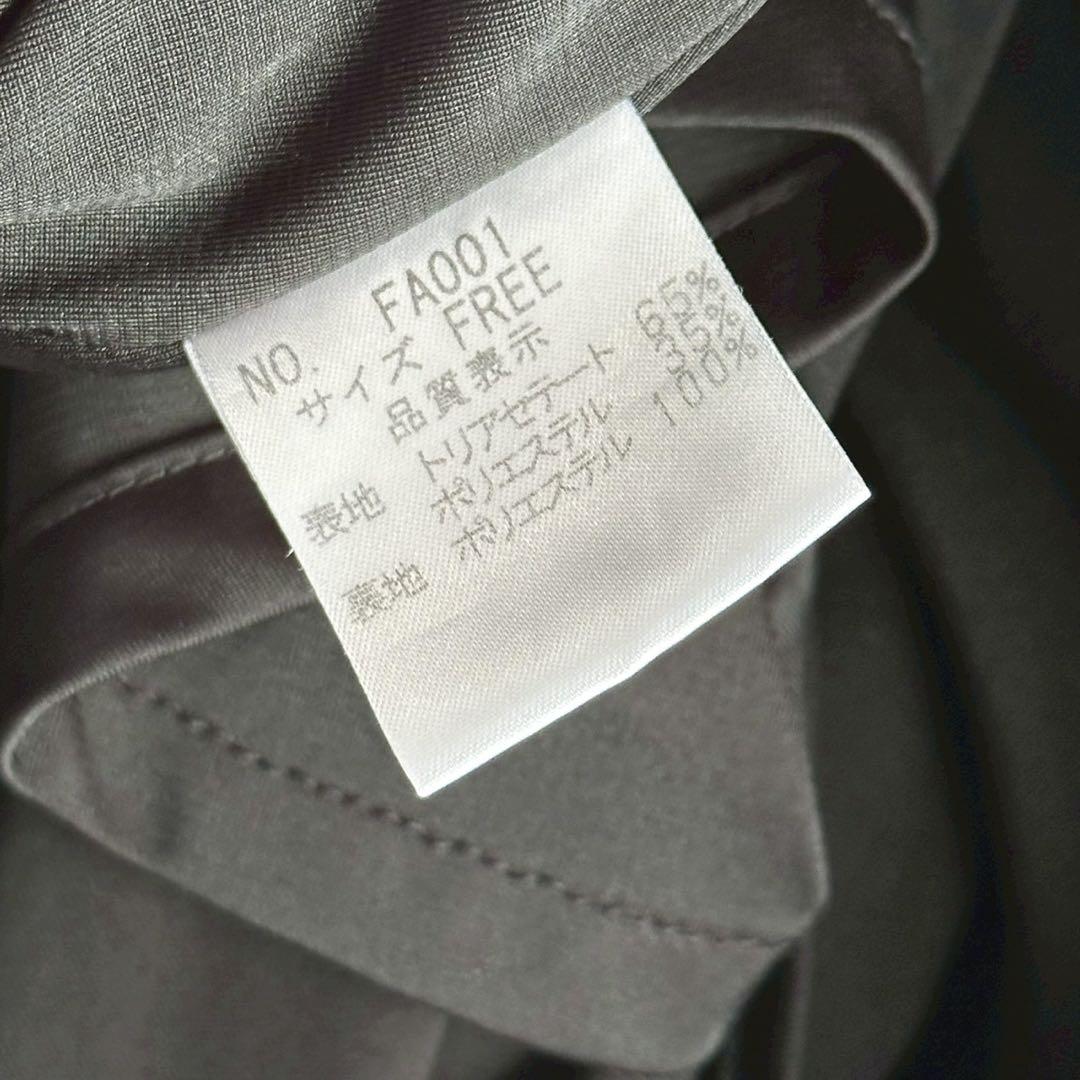 NO. FA001
サイズ FREE
品質表示
表地 トリアセテート 65%
ポリエステル 35%
裏地 ポリエステル 100%